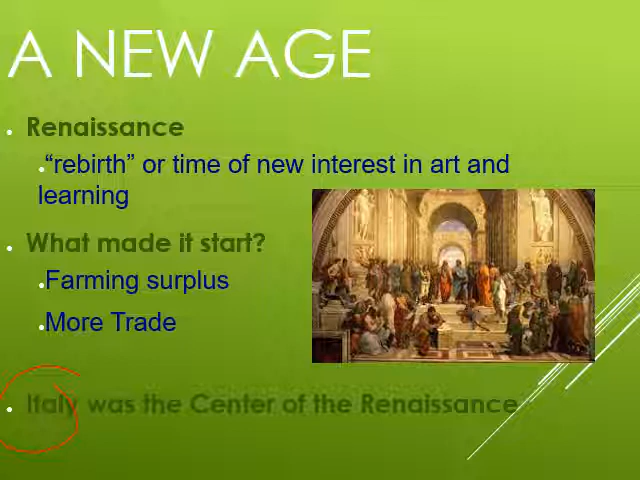 A NEW AGE
• Renaissance
•“rebirth” or time of new interest in art and
learning
• What made it start?
•Farming surplus
•More Trade
• Italy was the Center of the Renaissance